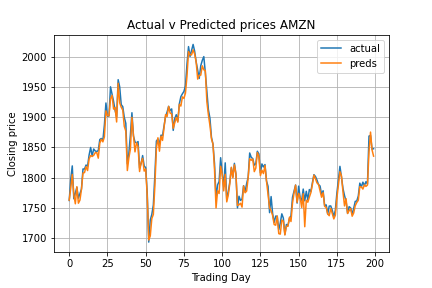 Actual v Predicted prices AMZN
actual
preds
Closing price
2000
1950
1900
1850
1800
1750
1700
0 25 50 75 100 125 150 175 200
Trading Day